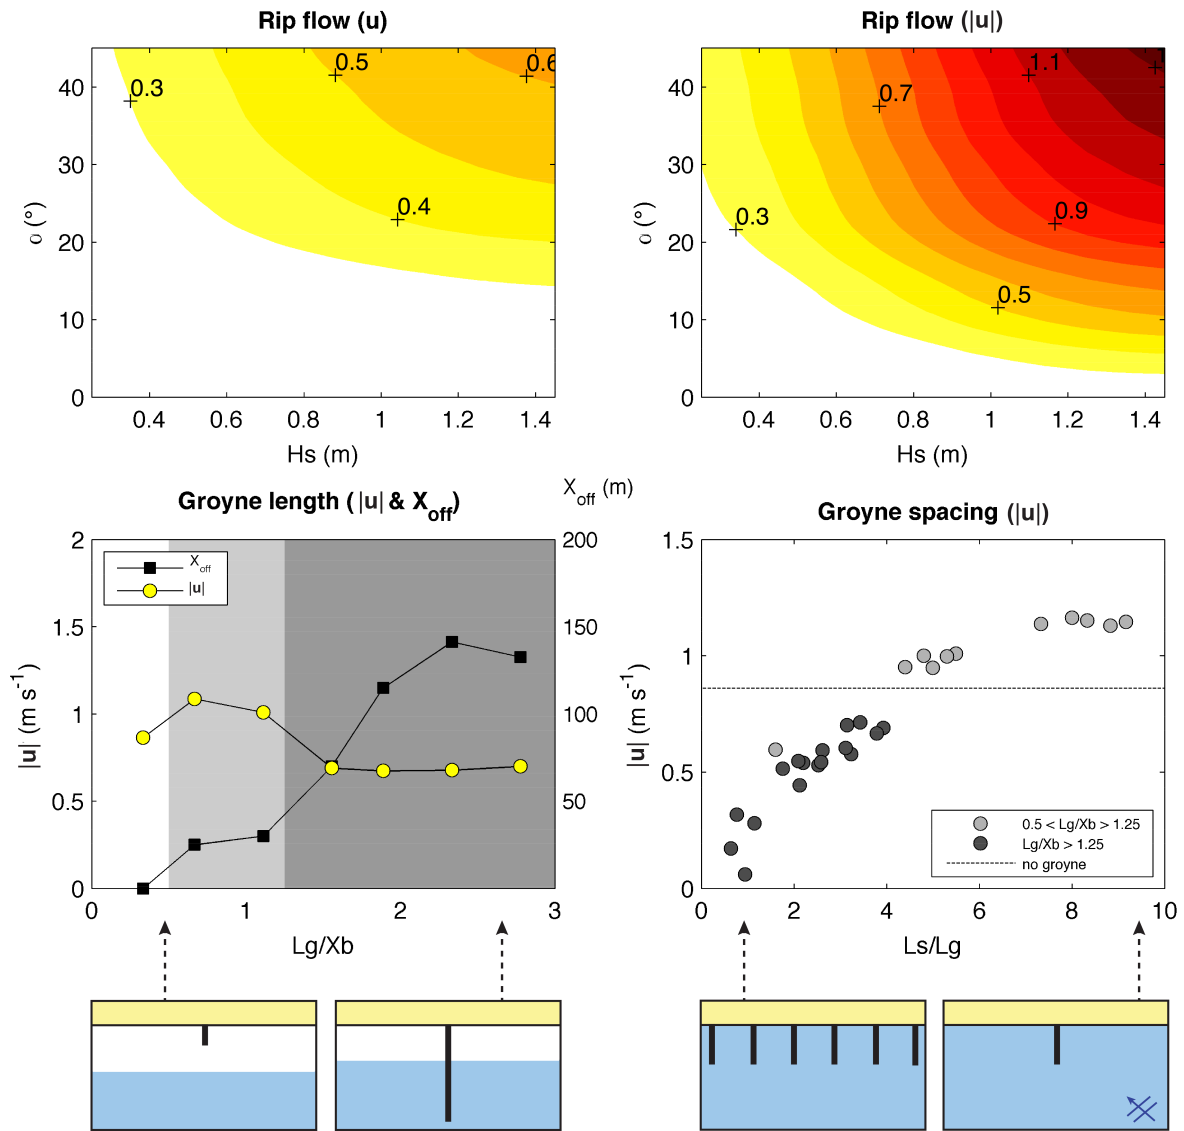 Rip flow (u)
0.3
0.5
0.6
0.4
40
30
20
10
0
0.4 0.6 0.8 1 1.2 1.4
Hs (m)
Rip flow (|u|)
0.3
0.7
1.1
0.9
0.5
40
30
20
10
0
0.4 0.6 0.8 1 1.2 1.4
Hs (m)
Groyne length (|u| & Xoff)
Xoff (m)
Xoff
|u|
|u| (m s-1)
2
1.5
1
0.5
0
200
150
100
50
0 1 2 3
Lg/Xb
Groyne spacing (|u|)
|u| (m s-1)
1.5
1
0.5
0
0.5 < Lg/Xb > 1.25
Lg/Xb > 1.25
no groyne
0 2 4 6 8 10
Ls/Lg